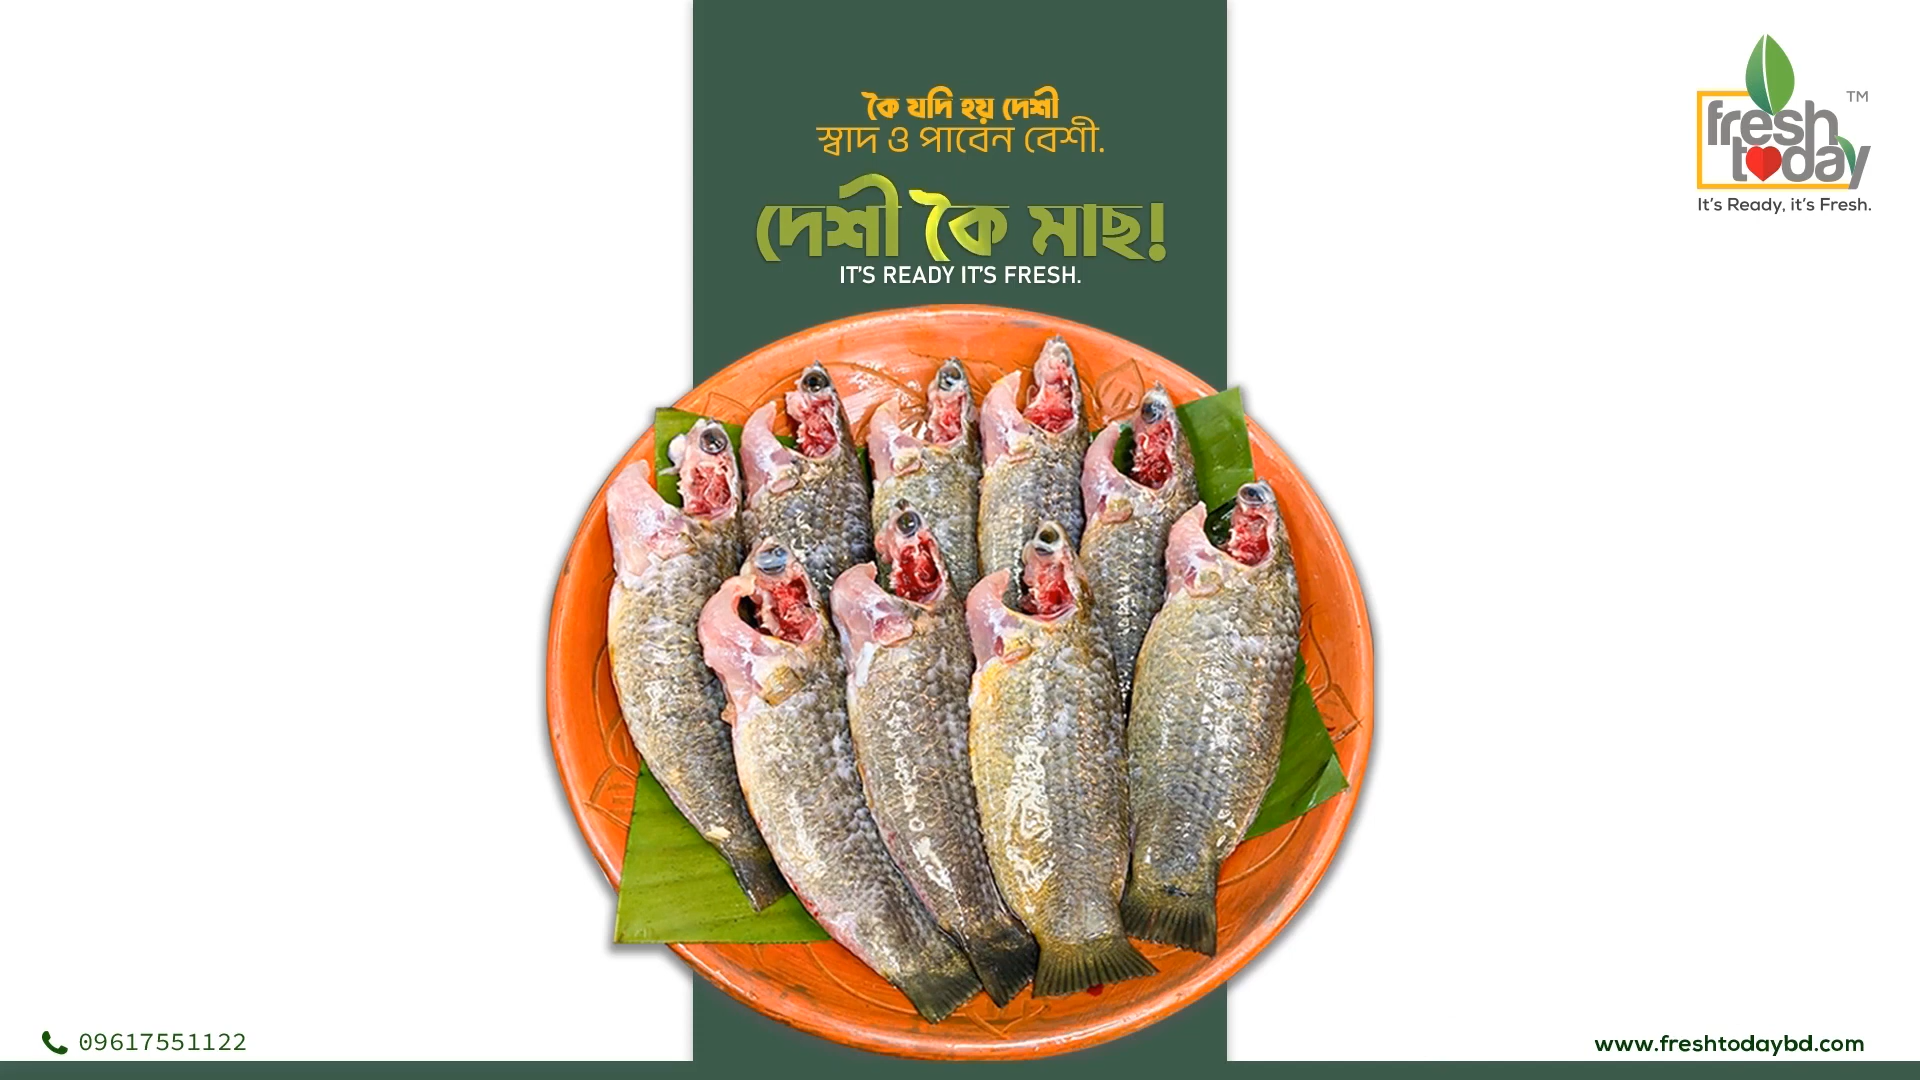 কৈ যদি হয় দেশী
স্বাদ ও পাবেন বেশী.
দেশী কৈ মাছ!
IT'S READY IT'S FRESH.
fresh
today
TM
It's Ready, it's Fresh.
09617551122
www.freshtodaybd.com